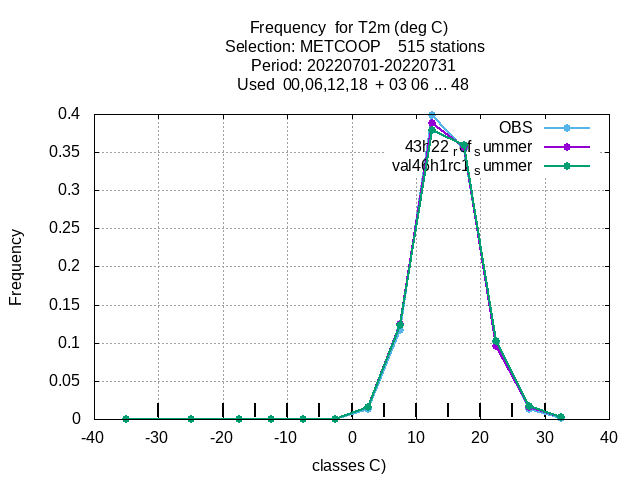 Frequency  for T2m (deg C)
Selection: METCOOP    515 stations
Period: 20220701-20220731
Used  00,06,12,18  + 03 06 ... 48
0.4
0.35
0.3
0.25
0.2
0.15
0.1
0.05
0
Frequency
OBS
43h22refsummer
val46h1rc1summer
-40 -30 -20 -10 0 10 20 30 40
classes C)